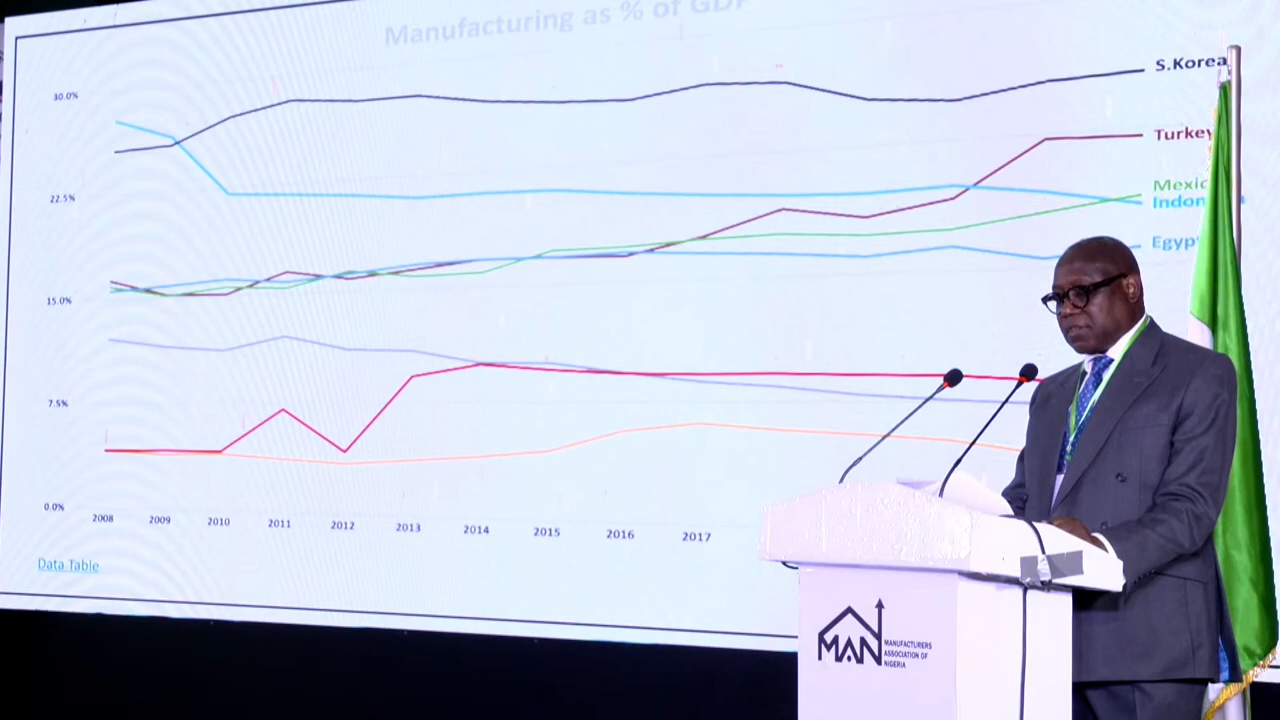 Manufacturing as % of GDP
S.Korea
30.0%
Turkey
Mexic
22.5%
Indon
Egyp
15.0%
7.5%
0.0%
2008 2009 2010 2011 2012 2013 2014 2015 2016 2017
Data Table
MAN
MANUFACTURERS
ASSOCIATION OF
NIGERIA